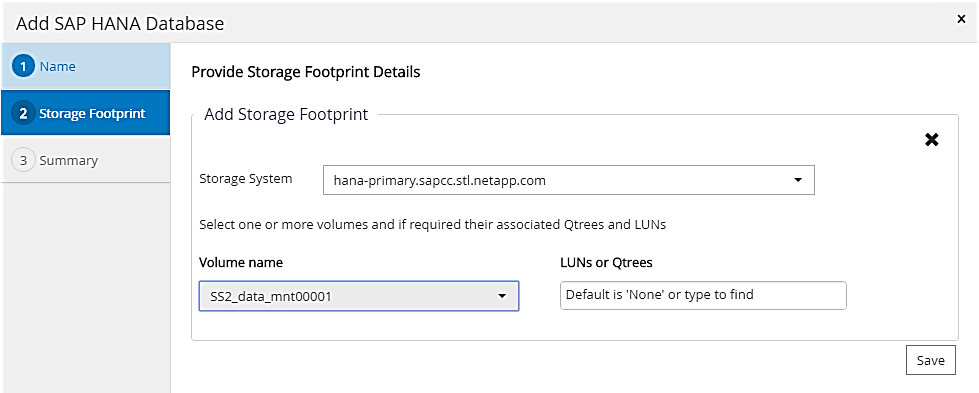 Add SAP HANA Database
×
1 Name
2 Storage Footprint
3 Summary
Provide Storage Footprint Details
Add Storage Footprint
Storage System
hana-primary.sapcc.stl.netapp.com
Select one or more volumes and if required their associated Qtrees and LUNs
Volume name
LUNs or Qtrees
SS2_data_mnt00001
Default is 'None' or type to find
Save